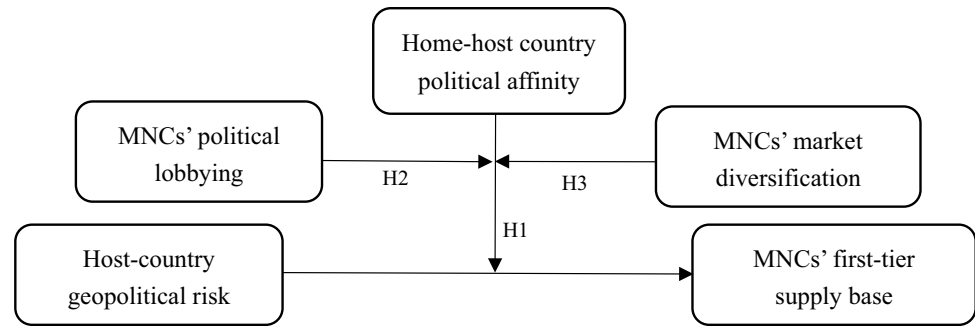 Home-host country
political affinity
MNCs’ political
lobbying
MNCs’ market
diversification
H2
H3
H1
Host-country
geopolitical risk
MNCs’ first-tier
supply base